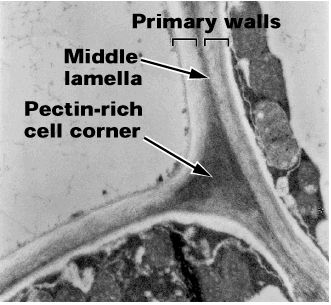 Primary walls
Middle
lamella
Pectin-rich
cell corner